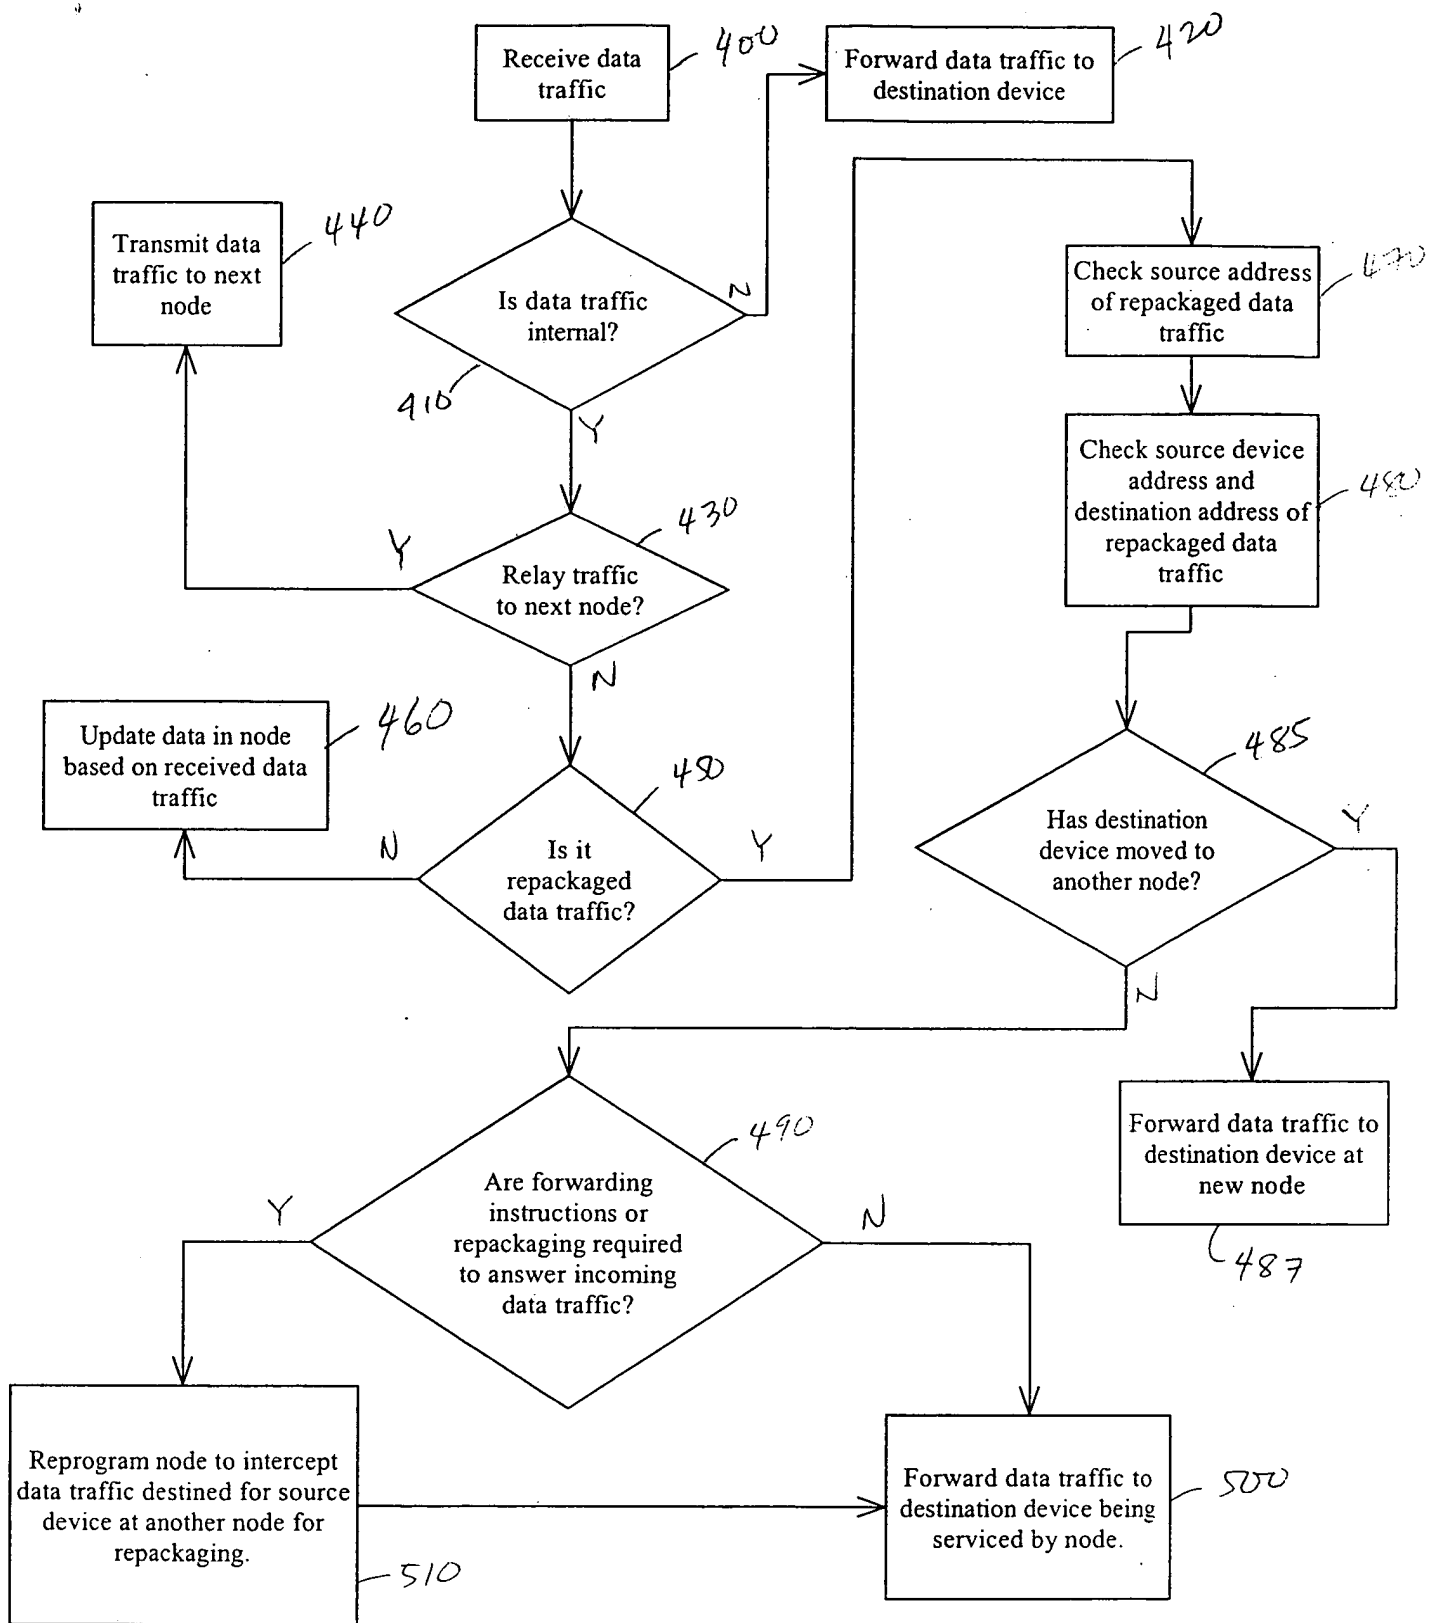 Receive data
traffic
400
Forward data traffic to
destination device
420
Transmit data
traffic to next
node
440
Is data traffic
internal?
410
N
Y
Check source address
of repackaged data
traffic
470
Check source device
address and
destination address of
repackaged data
traffic
480
Relay traffic
to next node?
430
Y
N
Update data in node
based on received data
traffic
460
Is it
repackaged
data traffic?
450
N
Y
Has destination
device moved to
another node?
485
Y
N
Forward data traffic to
destination device at
new node
487
Are forwarding
instructions or
repackaging required
to answer incoming
data traffic?
490
Y
N
Reprogram node to intercept
data traffic destined for source
device at another node for
repackaging.
510
Forward data traffic to
destination device being
serviced by node.
500